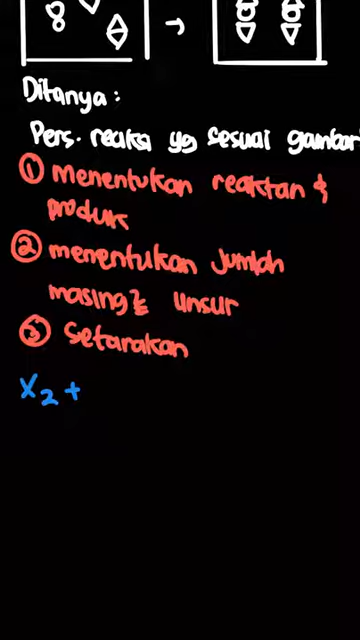 Ditanya :
Pers. reaksi yg sesuai gambar
① menentukan reaktan &
produk
② menentukan jumlah
masing² unsur
③ Setarakan
X₂ +